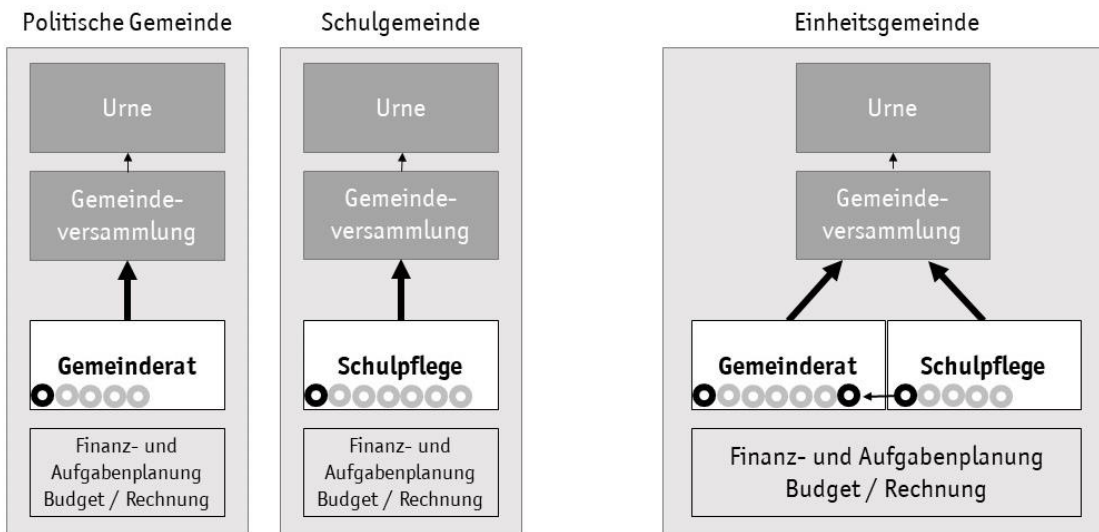 Politische Gemeinde
Urne
Gemeinde-
versammlung
Gemeinderat
Finanz- und
Aufgabenplanung
Budget / Rechnung
Schulgemeinde
Urne
Gemeinde-
versammlung
Schulpflege
Finanz- und
Aufgabenplanung
Budget / Rechnung
Einheitsgemeinde
Urne
Gemeinde-
versammlung
Gemeinderat
Schulpflege
Finanz- und Aufgabenplanung
Budget / Rechnung